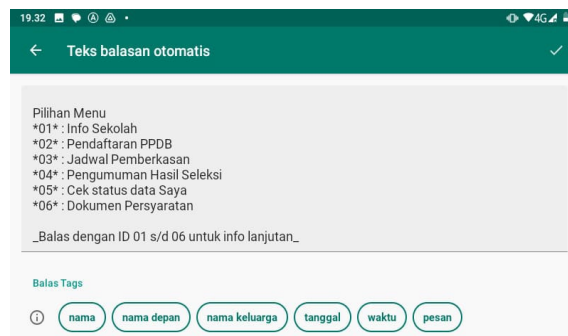 19.32
4G
Teks balasan otomatis
Pilihan Menu
*01* : Info Sekolah
*02* : Pendaftaran PPDB
*03* : Jadwal Pemberkasan
*04* : Pengumuman Hasil Seleksi
*05* : Cek status data Saya
*06* : Dokumen Persyaratan
_Balas dengan ID 01 s/d 06 untuk info lanjutan_
Balas Tags
nama nama depan nama keluarga tanggal waktu pesan